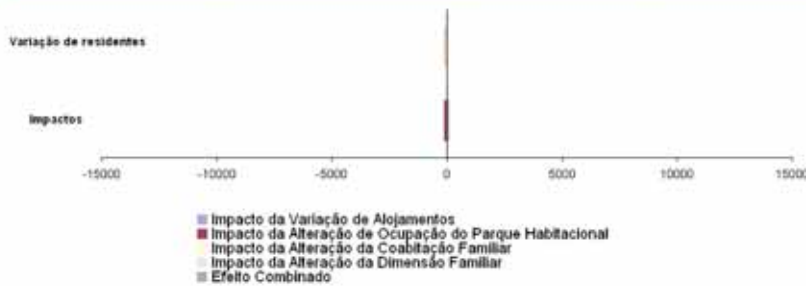 Variação de residentes
Impactos
-15000 -10000 -5000 0 5000 10000 15000
Impacto da Variação de Alojamentos
Impacto da Alteração de Ocupação do Parque Habitacional
Impacto da Alteração da Coabitação Familiar
Impacto da Alteração da Dimensão Familiar
Efeito Combinado